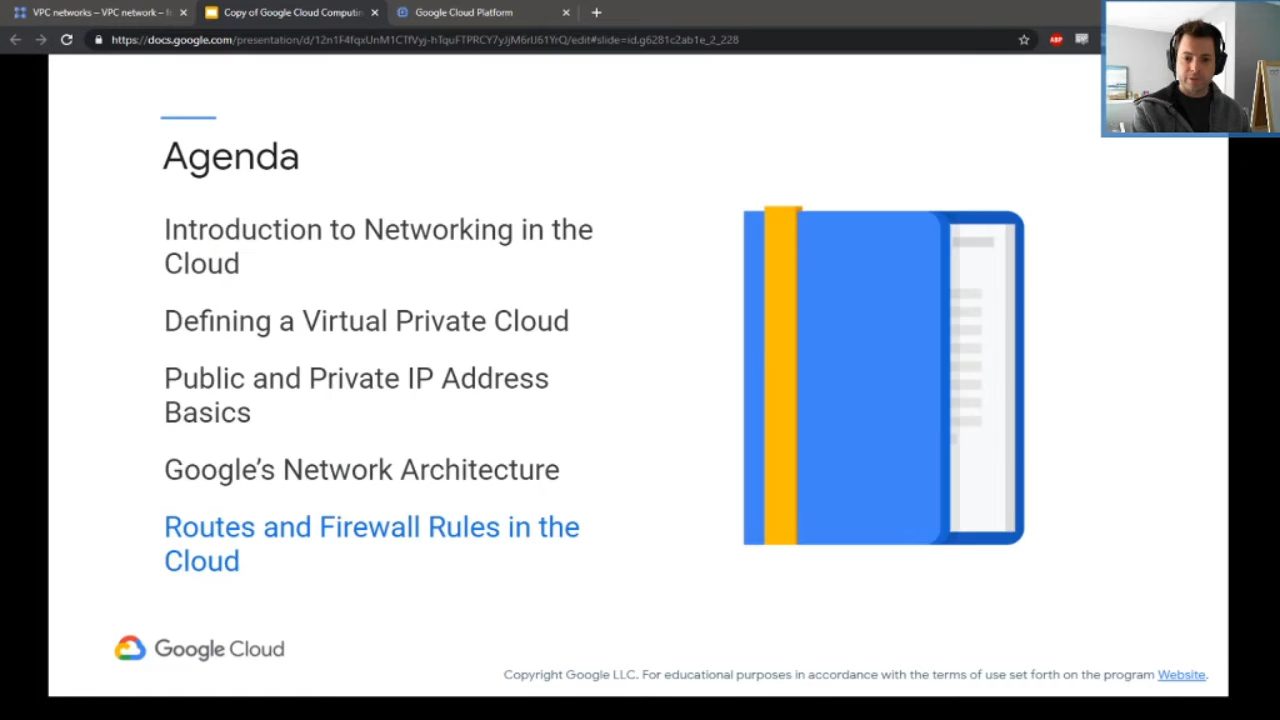 VPC networks – VPC network –
Copy of Google Cloud Computin
Google Cloud Platform
ABP
Agenda
Introduction to Networking in the
Cloud
Defining a Virtual Private Cloud
Public and Private IP Address
Basics
Google’s Network Architecture
Routes and Firewall Rules in the
Cloud
Google Cloud
Copyright Google LLC. For educational purposes in accordance with the terms of use set forth on the program Website.